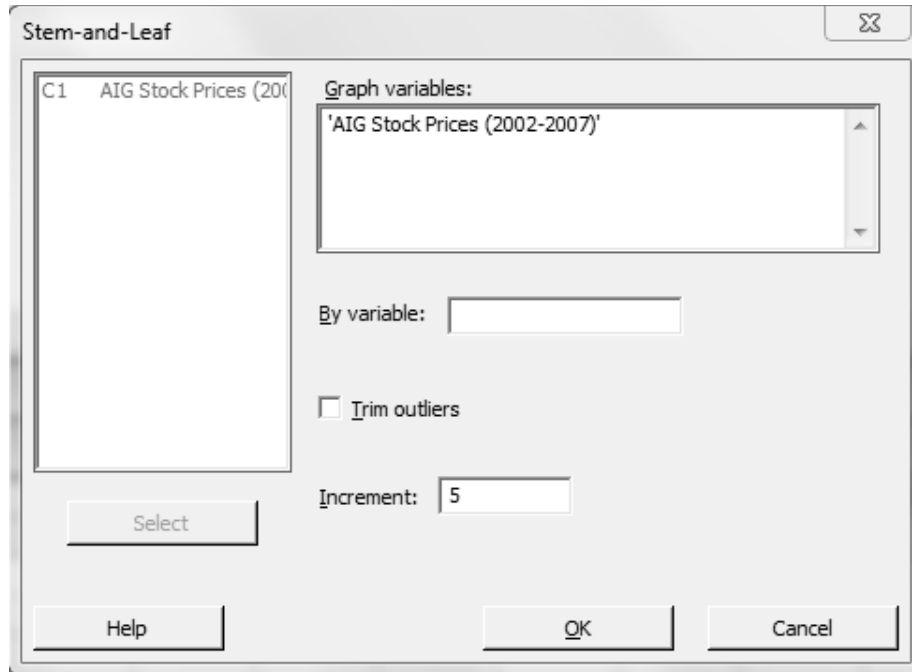 Stem-and-Leaf
C1 AIG Stock Prices (200
Graph variables:
'AIG Stock Prices (2002-2007)'
By variable:
Trim outliers
Increment: 5
Select
Help OK Cancel